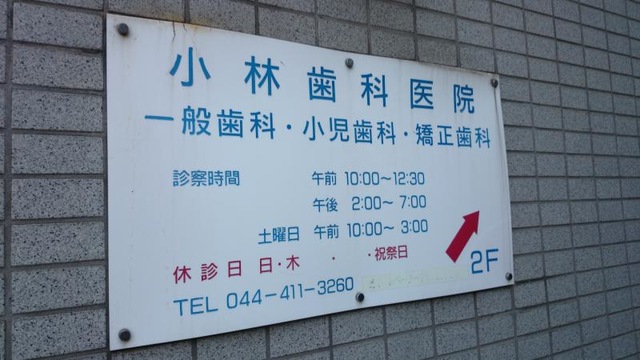 小林歯科医院
一般歯科・小児歯科・矯正歯科
診察時間 午前 10:00〜12:30
午後 2:00〜 7:00
土曜日 午前 10:00〜 3:00
休診日 日・木 ・ ・祝祭日
TEL 044-411-3260
2F